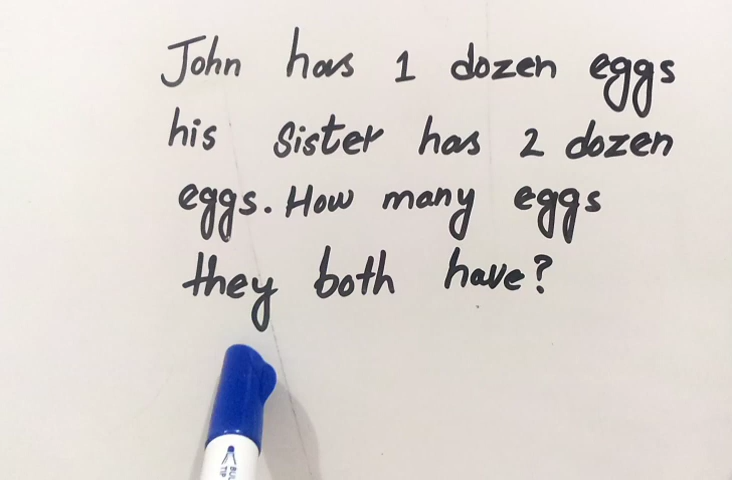 John has 1 dozen eggs
his Sister has 2 dozen
eggs. How many eggs
they both have?